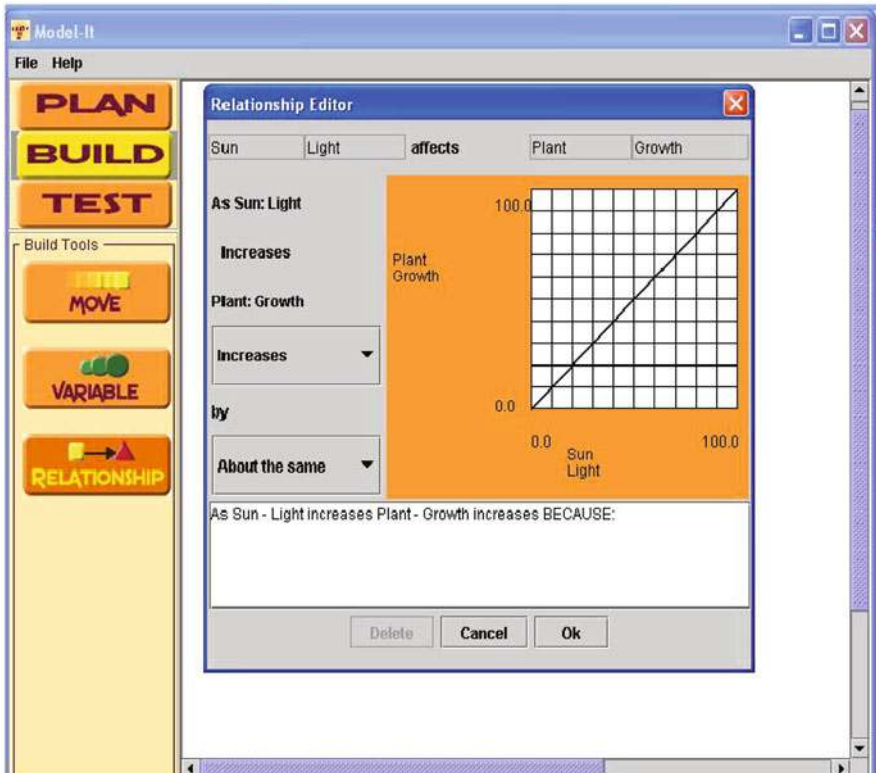 Model-It
File Help
PLAN
BUILD
TEST
Build Tools
MOVE
VARIABLE
RELATIONSHIP
Relationship Editor
Sun Light affects Plant Growth
As Sun: Light
Increases
Plant: Growth
Increases
by
About the same
100.0
Plant
Growth
0.0
0.0 100.0
Sun
Light
As Sun - Light increases Plant - Growth increases BECAUSE:
Delete Cancel Ok